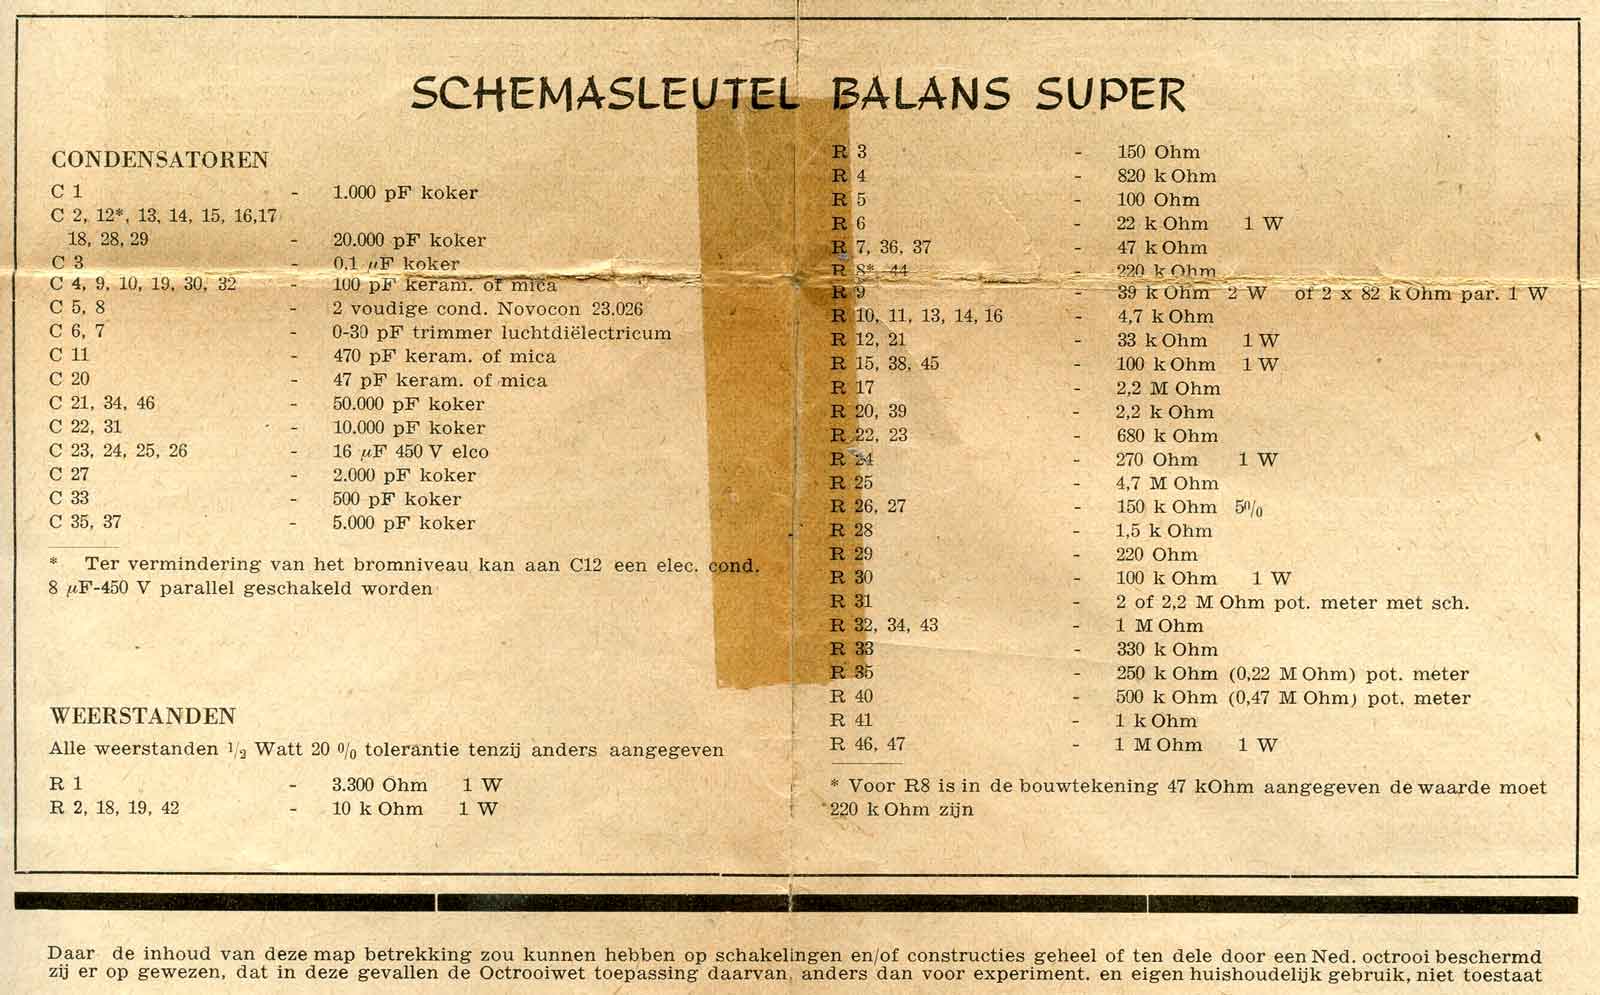 SCHEMASLEUTEL BALANS SUPER
CONDENSATOREN
C 1 - 1.000 pF koker
C 2, 12*, 13, 14, 15, 16,17
18, 28, 29 - 20.000 pF koker
C 3 - 0,1 µF koker
C 4, 9, 10, 19, 30, 32 - 100 pF keram. of mica
C 5, 8 - 2 voudige cond. Novocon 23.026
C 6, 7 - 0-30 pF trimmer luchtdiëlectricum
C 11 - 470 pF keram. of mica
C 20 - 47 pF keram. of mica
C 21, 34, 46 - 50.000 pF koker
C 22, 31 - 10.000 pF koker
C 23, 24, 25, 26 - 16 µF 450 V elco
C 27 - 2.000 pF koker
C 33 - 500 pF koker
C 35, 37 - 5.000 pF koker
* Ter vermindering van het bromniveau kan aan C12 een elec. cond.
8 µF-450 V parallel geschakeld worden
WEERSTANDEN
Alle weerstanden 1/2 Watt 20 % tolerantie tenzij anders aangegeven
R 1 - 3.300 Ohm 1 W
R 2, 18, 19, 42 - 10 k Ohm 1 W
R 3 - 150 Ohm
R 4 - 820 k Ohm
R 5 - 100 Ohm
R 6 - 22 k Ohm 1 W
R 7, 36, 37 - 47 k Ohm
R 8*, 44 - 220 k Ohm
R 9 - 39 k Ohm 2 W of 2 x 82 k Ohm par. 1 W
R 10, 11, 13, 14, 16 - 4,7 k Ohm
R 12, 21 - 33 k Ohm 1 W
R 15, 38, 45 - 100 k Ohm 1 W
R 17 - 2,2 M Ohm
R 20, 39 - 2,2 k Ohm
R 22, 23 - 680 k Ohm
R 24 - 270 Ohm 1 W
R 25 - 4,7 M Ohm
R 26, 27 - 150 k Ohm 5%
R 28 - 1,5 k Ohm
R 29 - 220 Ohm
R 30 - 100 k Ohm 1 W
R 31 - 2 of 2,2 M Ohm pot. meter met sch.
R 32, 34, 43 - 1 M Ohm
R 33 - 330 k Ohm
R 35 - 250 k Ohm (0,22 M Ohm) pot. meter
R 40 - 500 k Ohm (0,47 M Ohm) pot. meter
R 41 - 1 k Ohm
R 46, 47 - 1 M Ohm 1 W
* Voor R8 is in de bouwtekening 47 kOhm aangegeven de waarde moet
220 k Ohm zijn
Daar de inhoud van deze map betrekking zou kunnen hebben op schakelingen en/of constructies geheel of ten dele door een Ned. octrooi beschermd
zij er op gewezen, dat in deze gevallen de Octrooiwet toepassing daarvan, anders dan voor experiment. en eigen huishoudelijk gebruik, niet toestaat